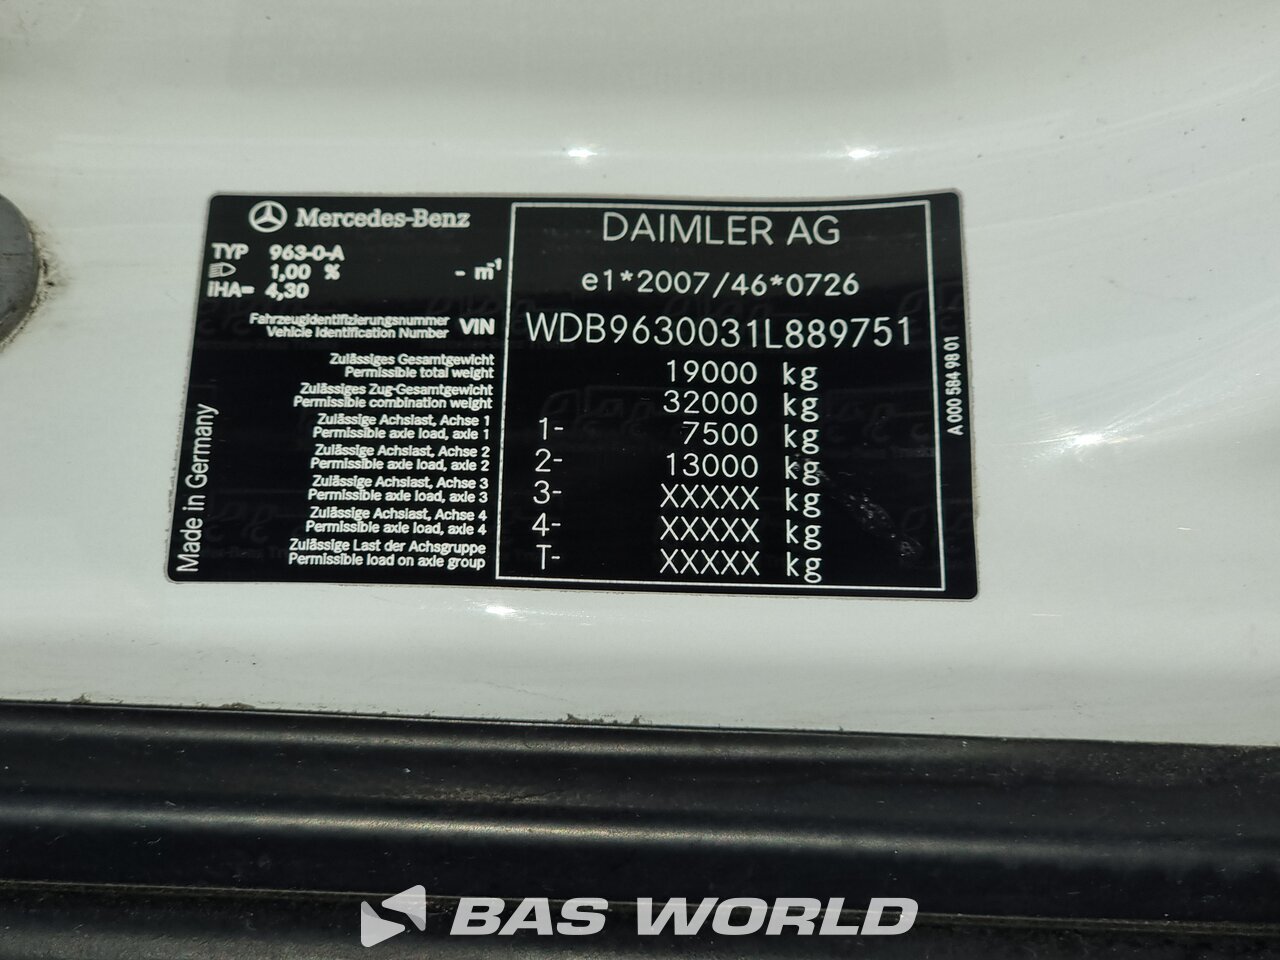 Mercedes-Benz
TYP 963-0-A
1,00 % - m-1
iHA= 4,30
DAIMLER AG
e1*2007/46*0726
Fahrzeugidentifizierungsnummer
Vehicle Identification Number VIN WDB9630031L889751
Zulässiges Gesamtgewicht
Permissible total weight 19000 kg
Zulässiges Zug-Gesamtgewicht
Permissible combination weight 32000 kg
Zulässige Achslast, Achse 1
Permissible axle load, axle 1 1- 7500 kg
Zulässige Achslast, Achse 2
Permissible axle load, axle 2 2- 13000 kg
Zulässige Achslast, Achse 3
Permissible axle load, axle 3 3- XXXXX kg
Zulässige Achslast, Achse 4
Permissible axle load, axle 4 4- XXXXX kg
Zulässige Last der Achsgruppe
Permissible load on axle group T- XXXXX kg
Made in Germany
A 000 584 98 01
BAS WORLD